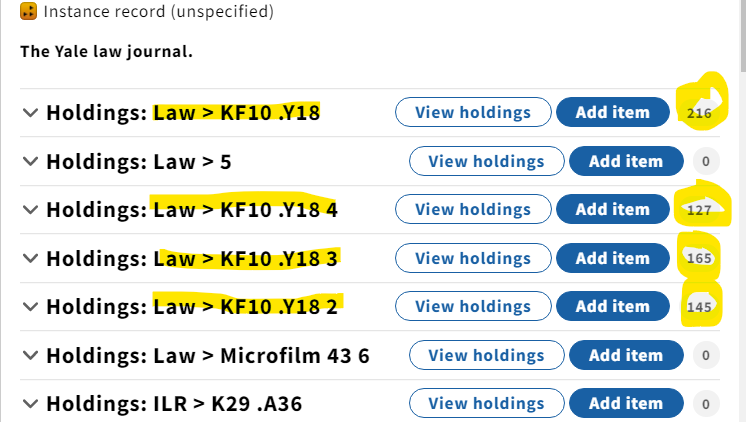 Instance record (unspecified)
The Yale law journal.
Holdings: Law > KF10 .Y18 View holdings Add item 216
Holdings: Law > 5 View holdings Add item 0
Holdings: Law > KF10 .Y18 4 View holdings Add item 127
Holdings: Law > KF10 .Y18 3 View holdings Add item 165
Holdings: Law > KF10 .Y18 2 View holdings Add item 145
Holdings: Law > Microfilm 43 6 View holdings Add item 0
Holdings: ILR > K29 .A36 View holdings Add item 0